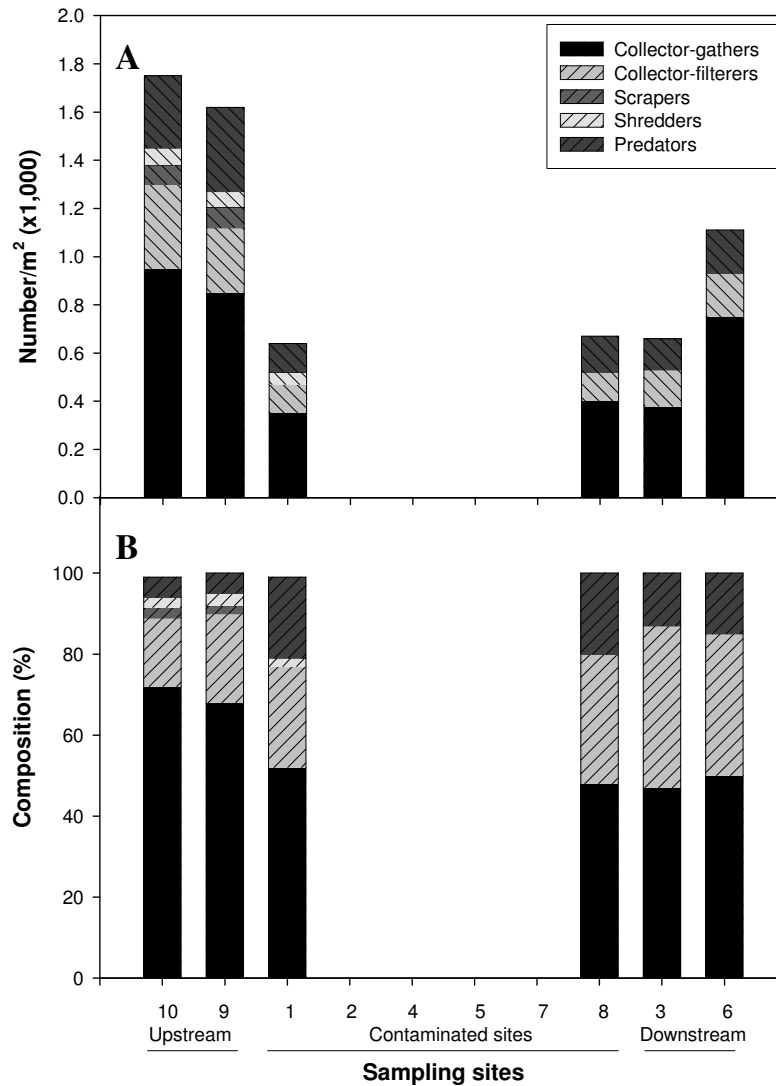 A
Collector-gathers
Collector-filterers
Scrapers
Shredders
Predators
Number/m² (x1,000)
2.0
1.8
1.6
1.4
1.2
1.0
0.8
0.6
0.4
0.2
0.0
B
Composition (%)
100
80
60
40
20
0
10 9 1 2 4 5 7 8 3 6
Upstream Contaminated sites Downstream
Sampling sites